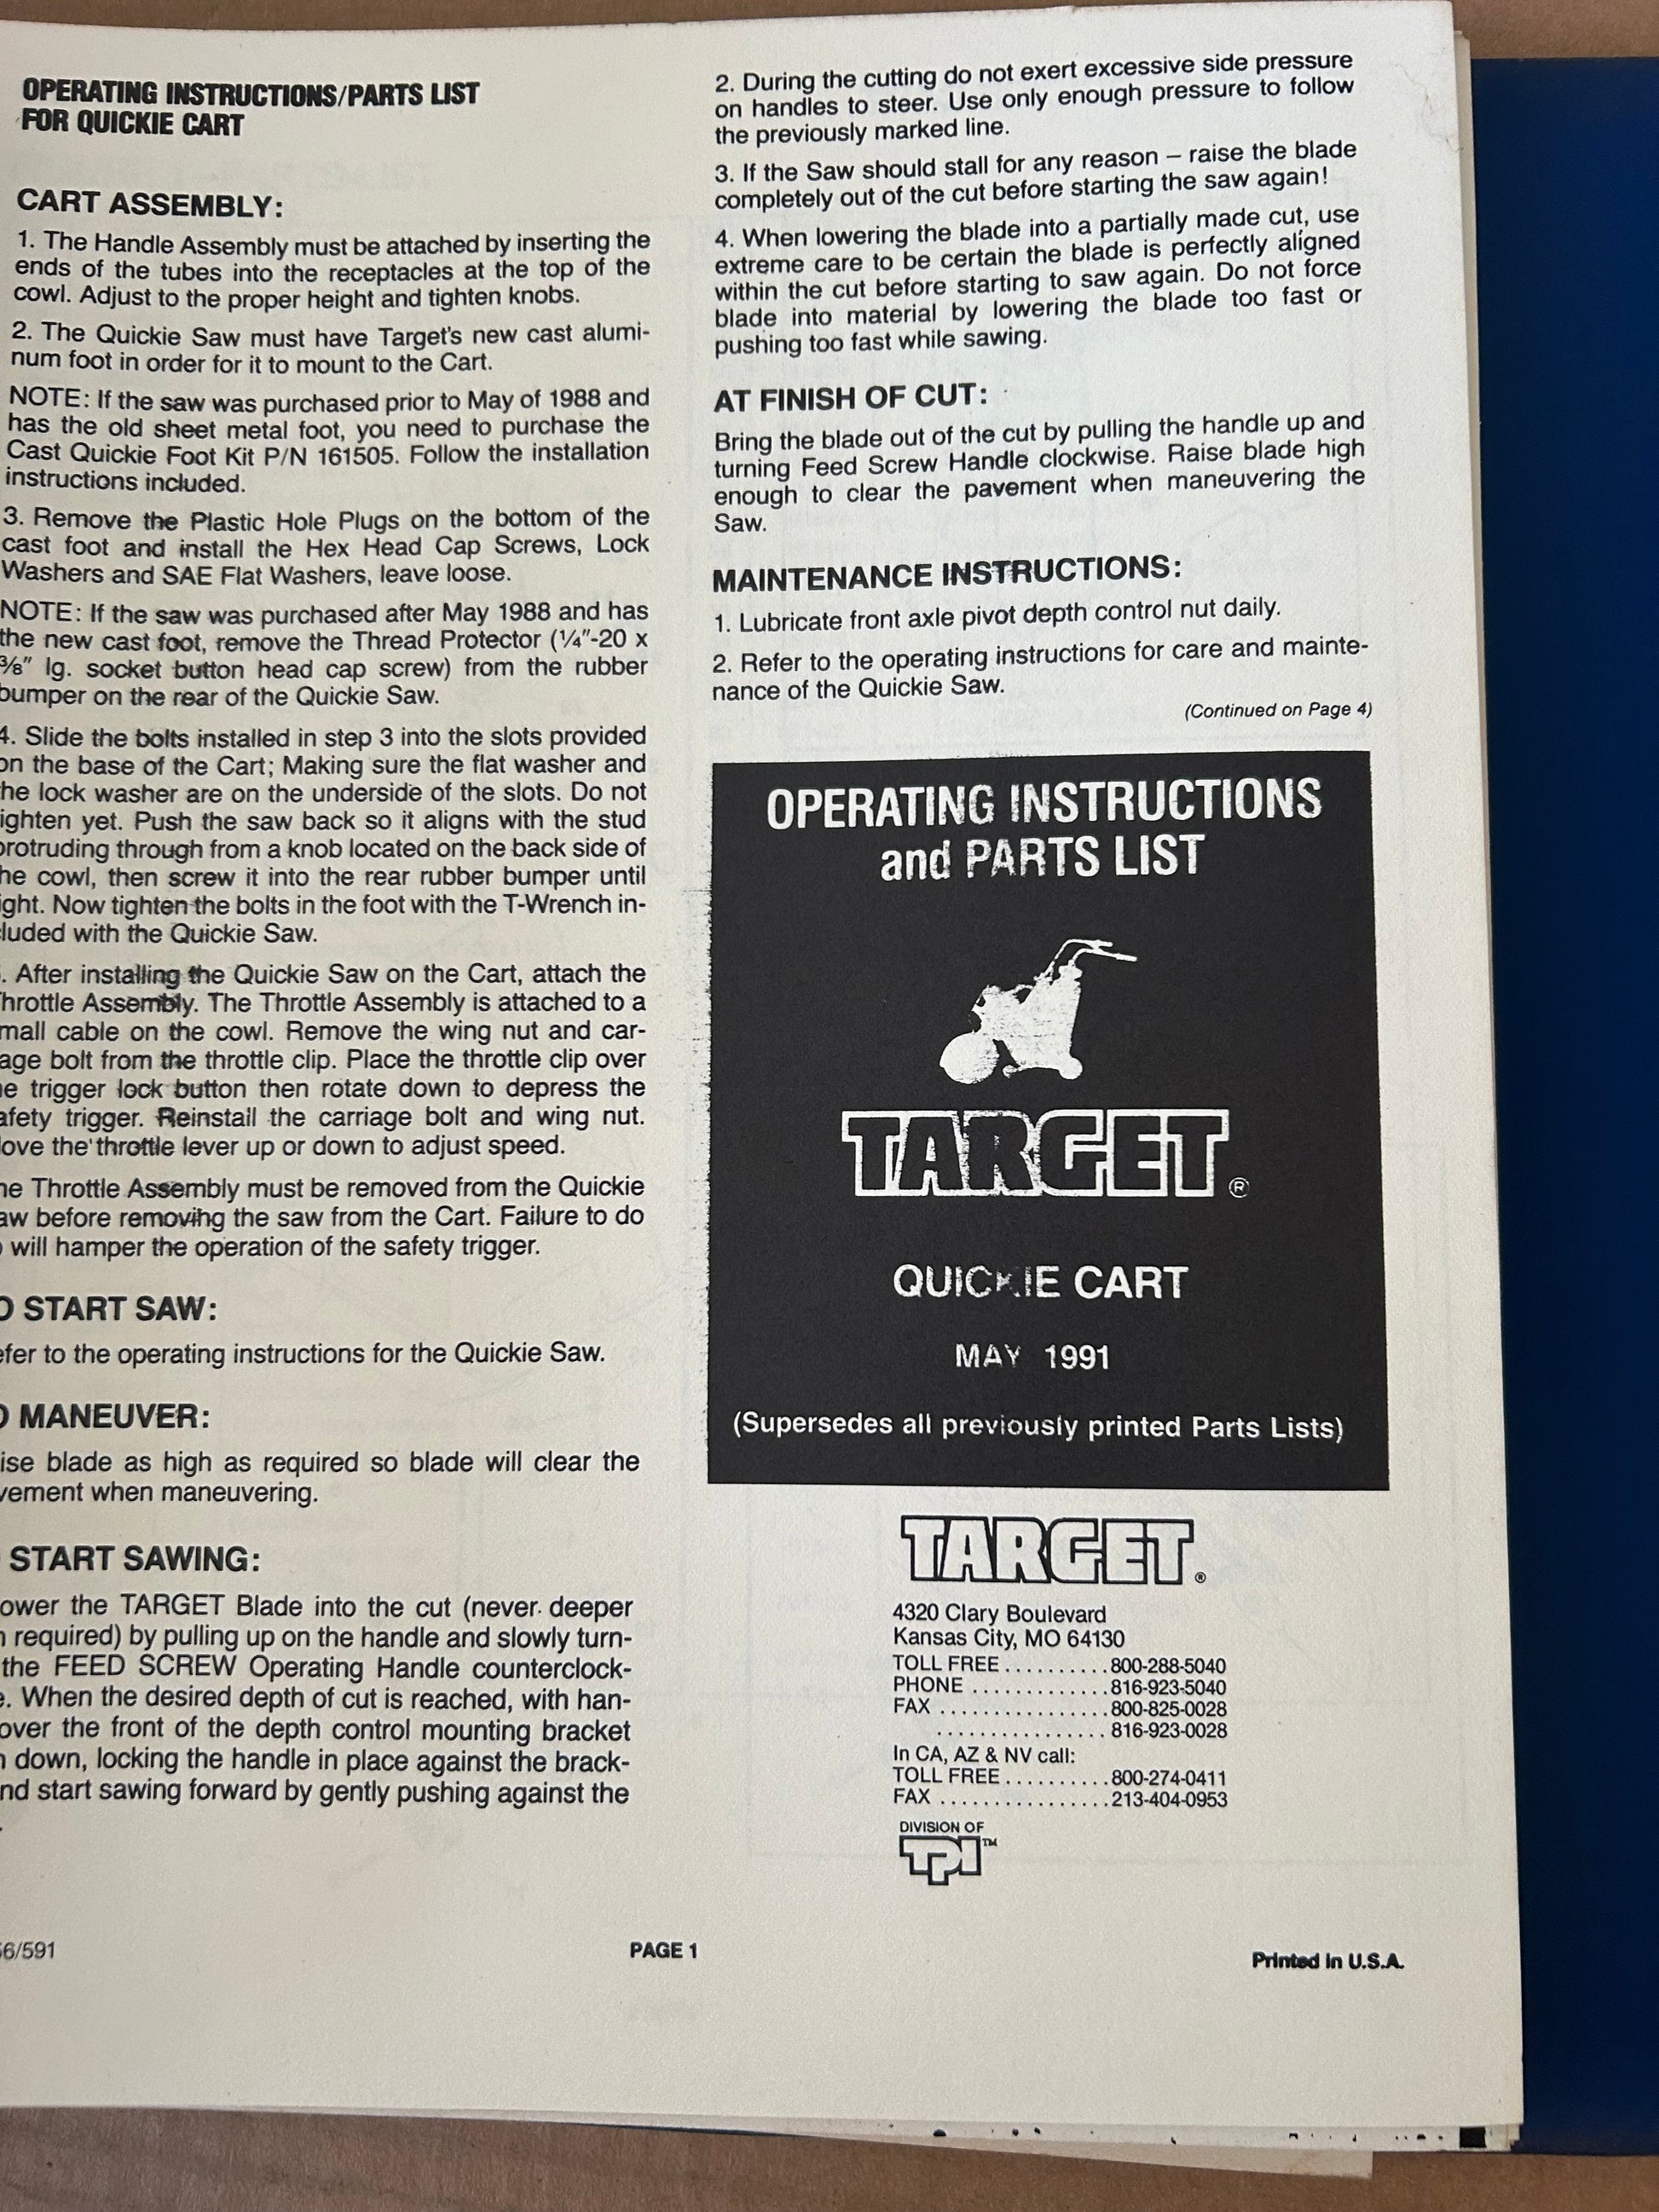 OPERATING INSTRUCTIONS/PARTS LIST
FOR QUICKIE CART
CART ASSEMBLY:
1. The Handle Assembly must be attached by inserting the
ends of the tubes into the receptacles at the top of the
cowl. Adjust to the proper height and tighten knobs.
2. The Quickie Saw must have Target's new cast alumi-
num foot in order for it to mount to the Cart.
NOTE: If the saw was purchased prior to May of 1988 and
has the old sheet metal foot, you need to purchase the
Cast Quickie Foot Kit P/N 161505. Follow the installation
instructions included.
3. Remove the Plastic Hole Plugs on the bottom of the
cast foot and install the Hex Head Cap Screws, Lock
Washers and SAE Flat Washers, leave loose.
NOTE: If the saw was purchased after May 1988 and has
the new cast foot, remove the Thread Protector (¼"-20 x
⅜" lg. socket button head cap screw) from the rubber
bumper on the rear of the Quickie Saw.
4. Slide the bolts installed in step 3 into the slots provided
on the base of the Cart; Making sure the flat washer and
he lock washer are on the underside of the slots. Do not
ighten yet. Push the saw back so it aligns with the stud
protruding through from a knob located on the back side of
he cowl, then screw it into the rear rubber bumper until
ight. Now tighten the bolts in the foot with the T-Wrench in-
cluded with the Quickie Saw.
. After installing the Quickie Saw on the Cart, attach the
Throttle Assembly. The Throttle Assembly is attached to a
mall cable on the cowl. Remove the wing nut and car-
age bolt from the throttle clip. Place the throttle clip over
e trigger lock button then rotate down to depress the
afety trigger. Reinstall the carriage bolt and wing nut.
ove the throttle lever up or down to adjust speed.
he Throttle Assembly must be removed from the Quickie
aw before removing the saw from the Cart. Failure to do
o will hamper the operation of the safety trigger.
O START SAW:
efer to the operating instructions for the Quickie Saw.
O MANEUVER:
ise blade as high as required so blade will clear the
vement when maneuvering.
START SAWING:
ower the TARGET Blade into the cut (never deeper
n required) by pulling up on the handle and slowly turn-
the FEED SCREW Operating Handle counterclock-
e. When the desired depth of cut is reached, with han-
over the front of the depth control mounting bracket
n down, locking the handle in place against the brack-
nd start sawing forward by gently pushing against the
2. During the cutting do not exert excessive side pressure
on handles to steer. Use only enough pressure to follow
the previously marked line.
3. If the Saw should stall for any reason – raise the blade
completely out of the cut before starting the saw again!
4. When lowering the blade into a partially made cut, use
extreme care to be certain the blade is perfectly aligned
within the cut before starting to saw again. Do not force
blade into material by lowering the blade too fast or
pushing too fast while sawing.
AT FINISH OF CUT:
Bring the blade out of the cut by pulling the handle up and
turning Feed Screw Handle clockwise. Raise blade high
enough to clear the pavement when maneuvering the
Saw.
MAINTENANCE INSTRUCTIONS:
1. Lubricate front axle pivot depth control nut daily.
2. Refer to the operating instructions for care and mainte-
nance of the Quickie Saw.
(Continued on Page 4)
OPERATING INSTRUCTIONS
and PARTS LIST
TARGET®
QUICKIE CART
MAY 1991
(Supersedes all previously printed Parts Lists)
TARGET®
4320 Clary Boulevard
Kansas City, MO 64130
TOLL FREE..........800-288-5040
PHONE .............816-923-5040
FAX ................800-825-0028
................816-923-0028
In CA, AZ & NV call:
TOLL FREE..........800-274-0411
FAX ................213-404-0953
DIVISION OF
TPI™
56/591
PAGE 1
Printed in U.S.A.